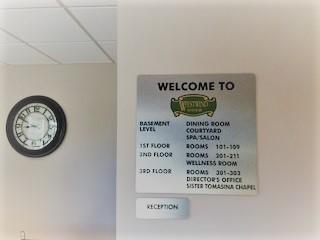 WELCOME TO
WESTWIND
BASEMENT LEVEL DINING ROOM
COURTYARD
SPA/SALON
1ST FLOOR ROOMS 101-109
2ND FLOOR ROOMS 201-211
WELLNESS ROOM
3RD FLOOR ROOMS 301-303
DIRECTOR'S OFFICE
SISTER TOMASINA CHAPEL
RECEPTION